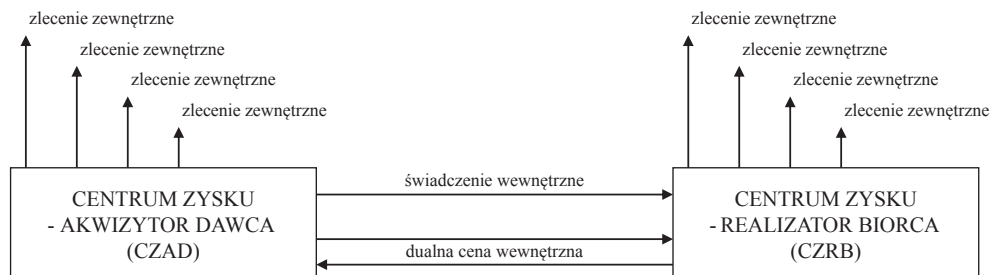 zlecenie zewnętrzne
zlecenie zewnętrzne
zlecenie zewnętrzne
zlecenie zewnętrzne
zlecenie zewnętrzne
zlecenie zewnętrzne
zlecenie zewnętrzne
zlecenie zewnętrzne
CENTRUM ZYSKU
- AKWIZYTOR DAWCA
(CZAD)
świadczenie wewnętrzne
dualna cena wewnętrzna
CENTRUM ZYSKU
- REALIZATOR BIORCA
(CZRB)